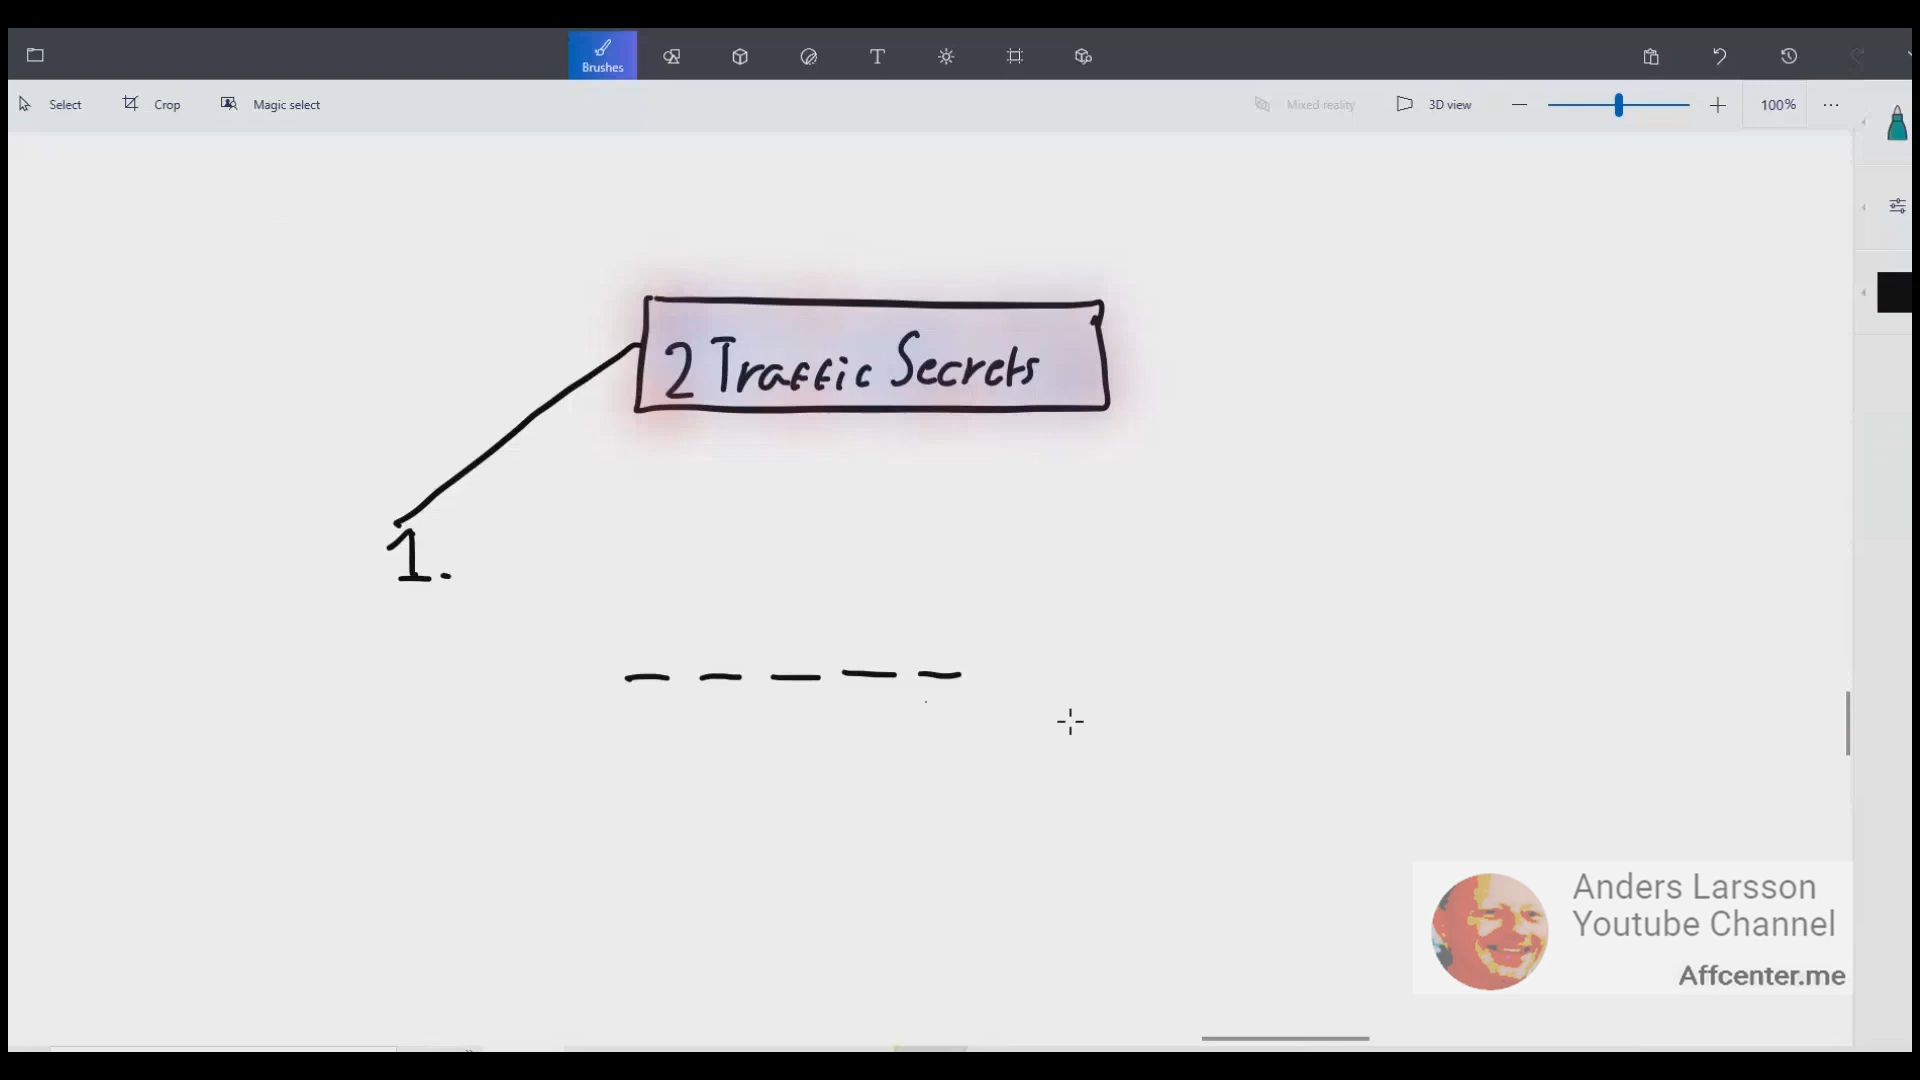 Brushes
Select Crop Magic select Mixed reality 3D view 100%
2 Traffic Secrets
1.
Anders Larsson
Youtube Channel
Affcenter.me